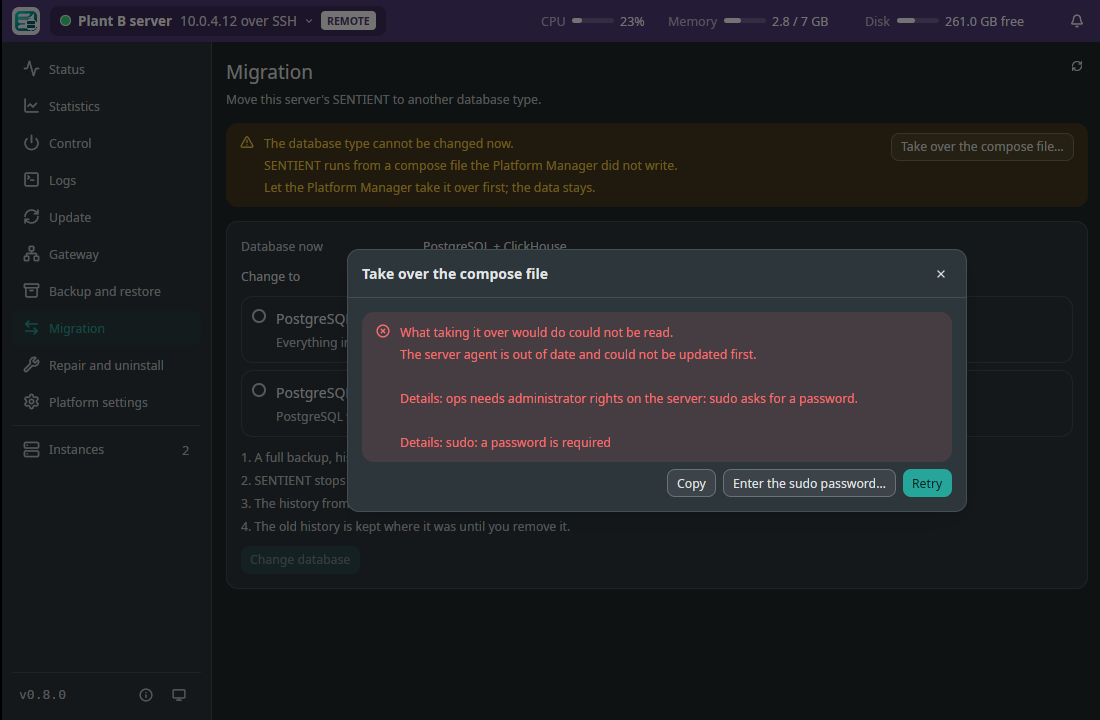 Plant B server 10.0.4.12 over SSH REMOTE
CPU 23% Memory 2.8 / 7 GB Disk 261.0 GB free
Status
Statistics
Control
Logs
Update
Gateway
Backup and restore
Migration
Repair and uninstall
Platform settings
Instances 2
v0.8.0
Migration
Move this server's SENTIENT to another database type.
The database type cannot be changed now.
SENTIENT runs from a compose file the Platform Manager did not write.
Let the Platform Manager take it over first; the data stays.
Take over the compose file...
Database now PostgreSQL + ClickHouse
Change to
Everything
PostgreSQL
1. A full backup,
2. SENTIENT stops
3. The history from
4. The old history is kept where it was until you remove it.
Change database
Take over the compose file
What taking it over would do could not be read.
The server agent is out of date and could not be updated first.
Details: ops needs administrator rights on the server: sudo asks for a password.
Details: sudo: a password is required
Copy
Enter the sudo password...
Retry